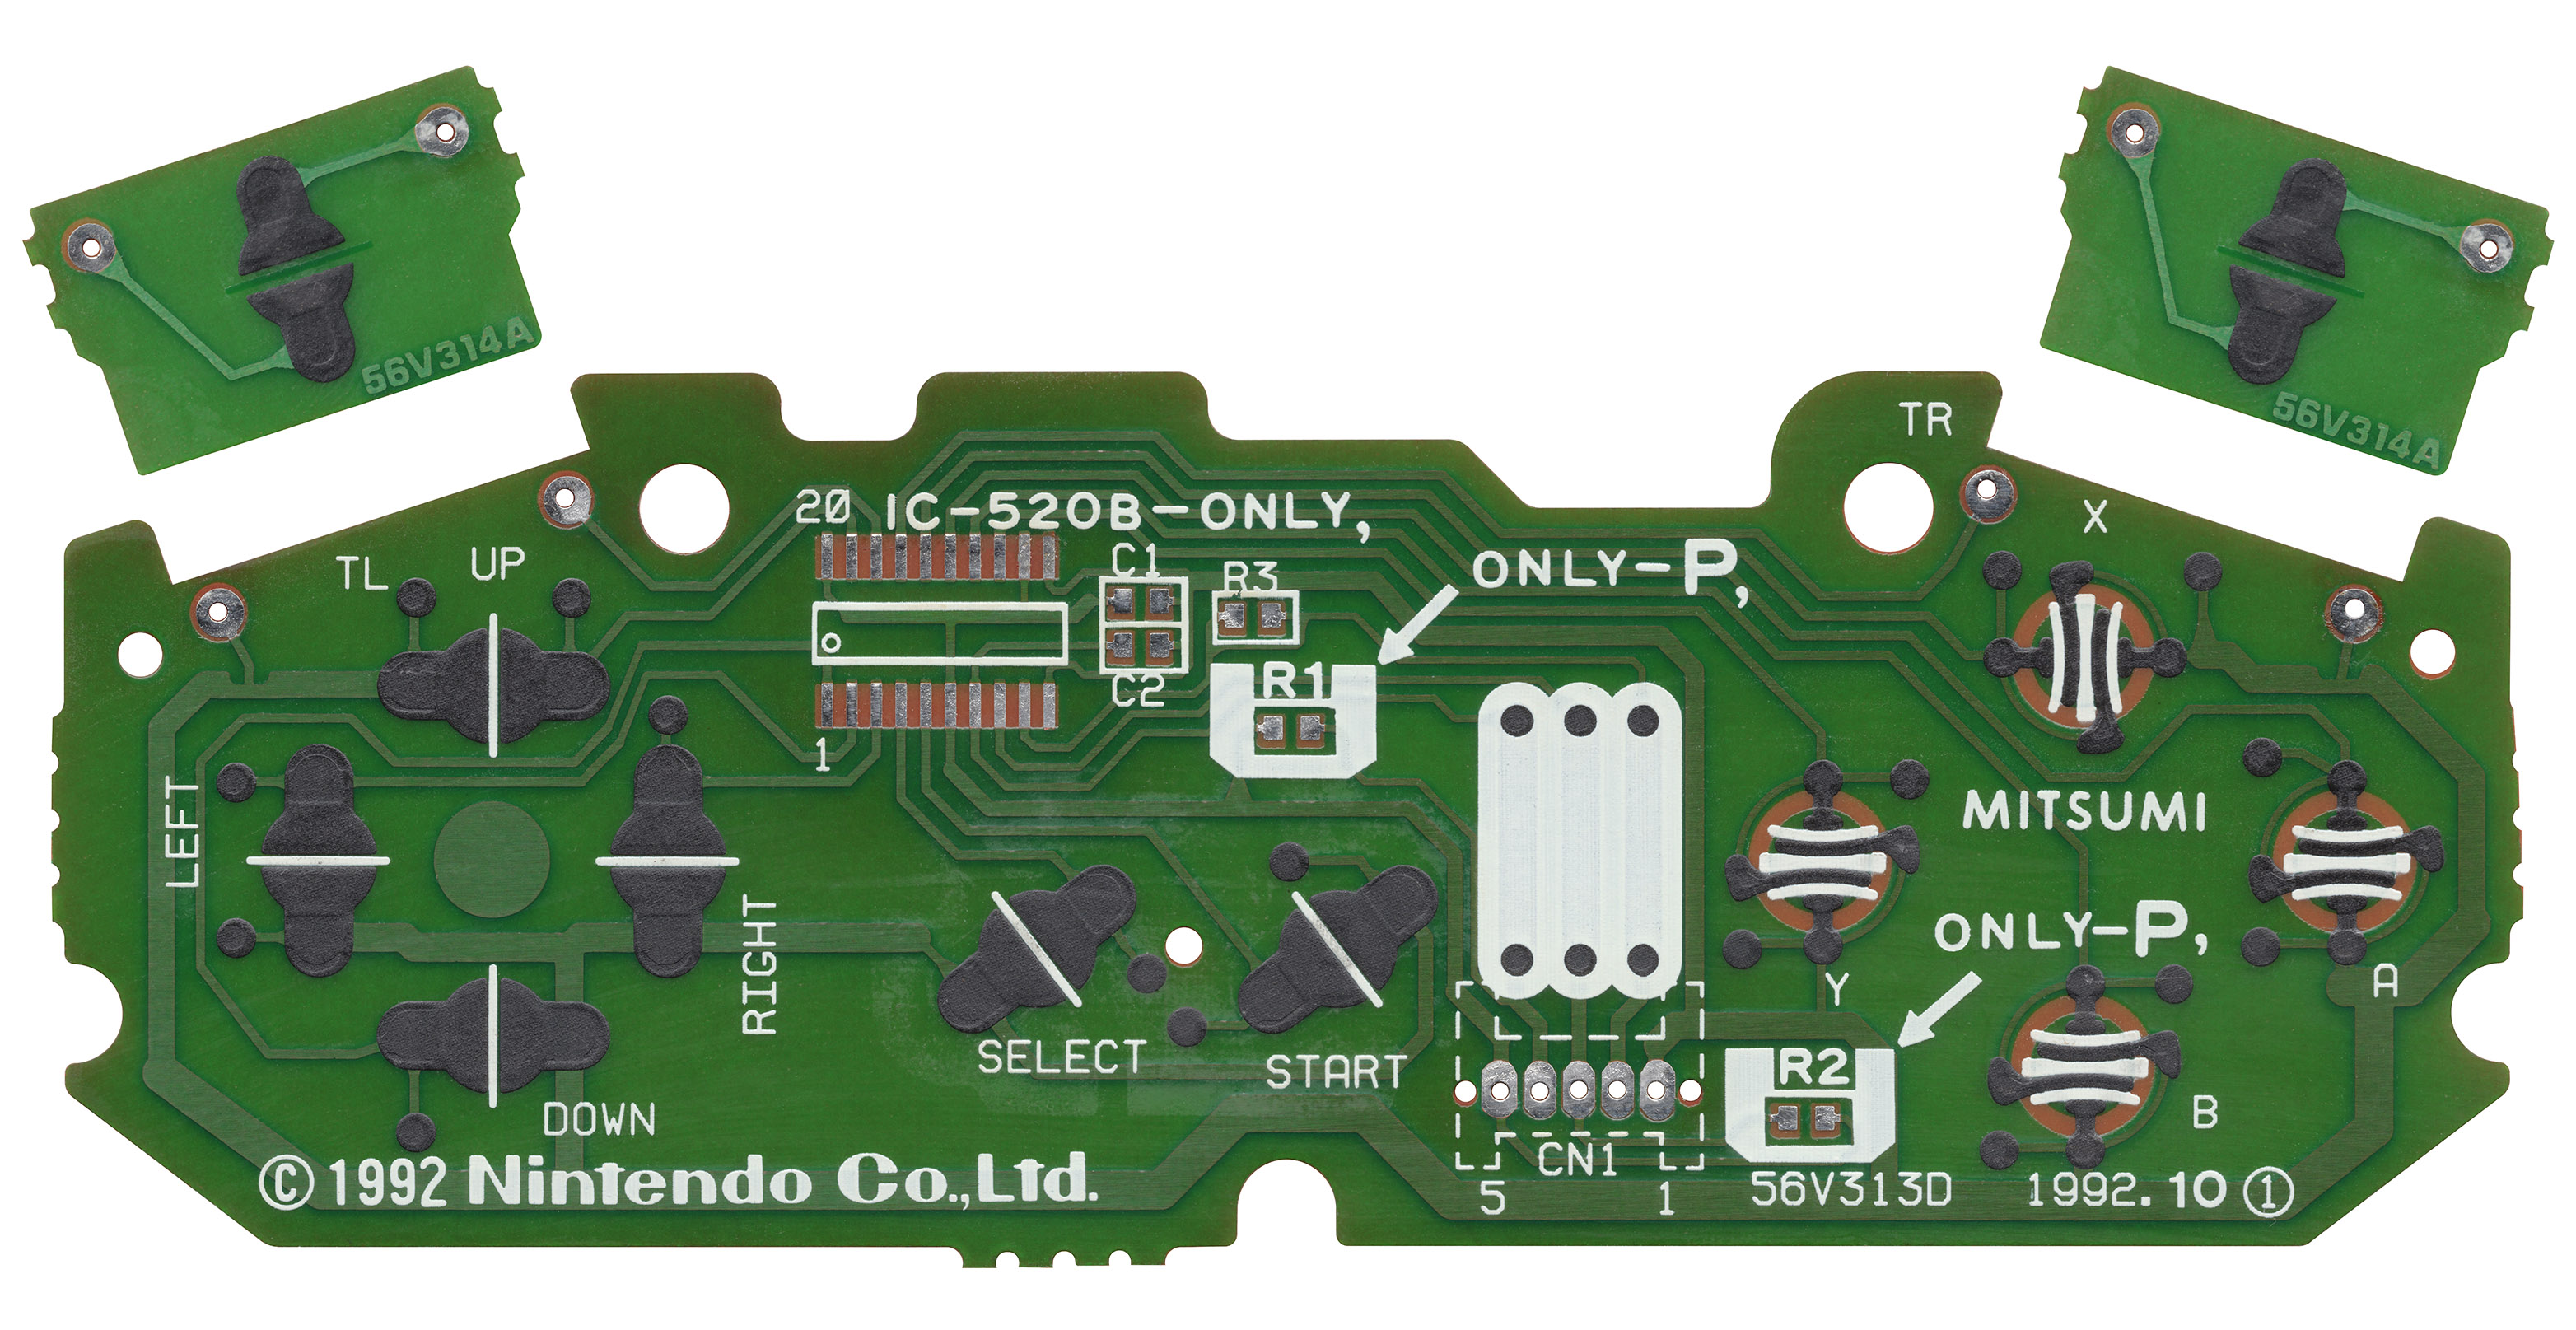 56V314A
56V314A
TR
X
20 IC-520B-ONLY,
TL
UP
C1
R3
ONLY-P,
C2
R1
1
LEFT
MITSUMI
RIGHT
ONLY-P,
Y
A
SELECT
START
R2
DOWN
B
CN1
© 1992 Nintendo Co.,Ltd.
5
1
56V313D
1992.10 ①